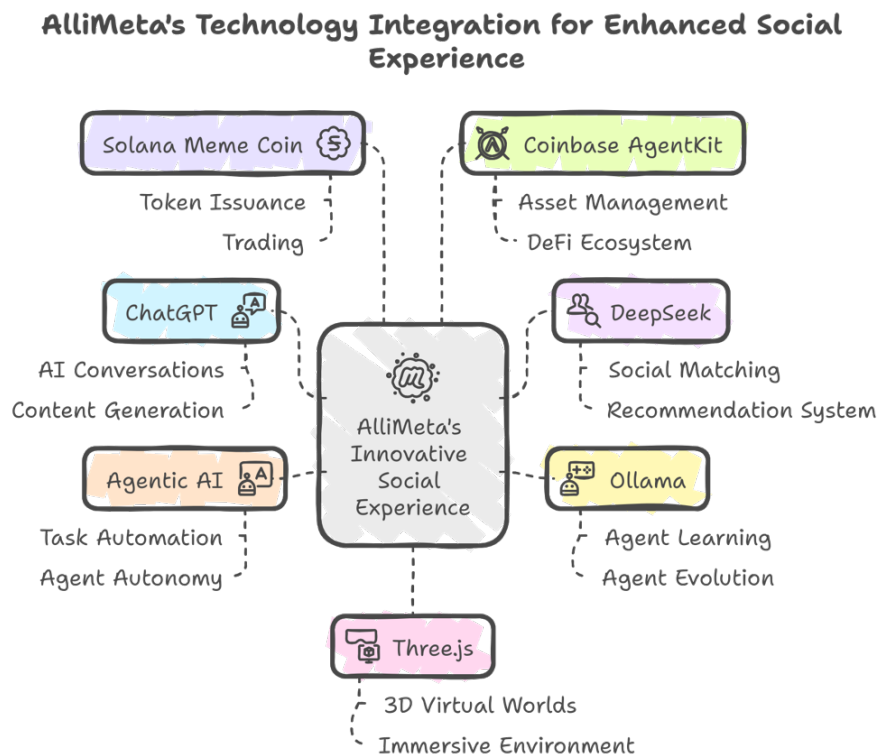 AlliMeta's Technology Integration for Enhanced Social
Experience
Solana Meme Coin
Token Issuance
Trading
Coinbase AgentKit
Asset Management
DeFi Ecosystem
ChatGPT
AI Conversations
Content Generation
DeepSeek
Social Matching
Recommendation System
AlliMeta's
Innovative
Social
Experience
Agentic AI
Task Automation
Agent Autonomy
Ollama
Agent Learning
Agent Evolution
Three.js
3D Virtual Worlds
Immersive Environment